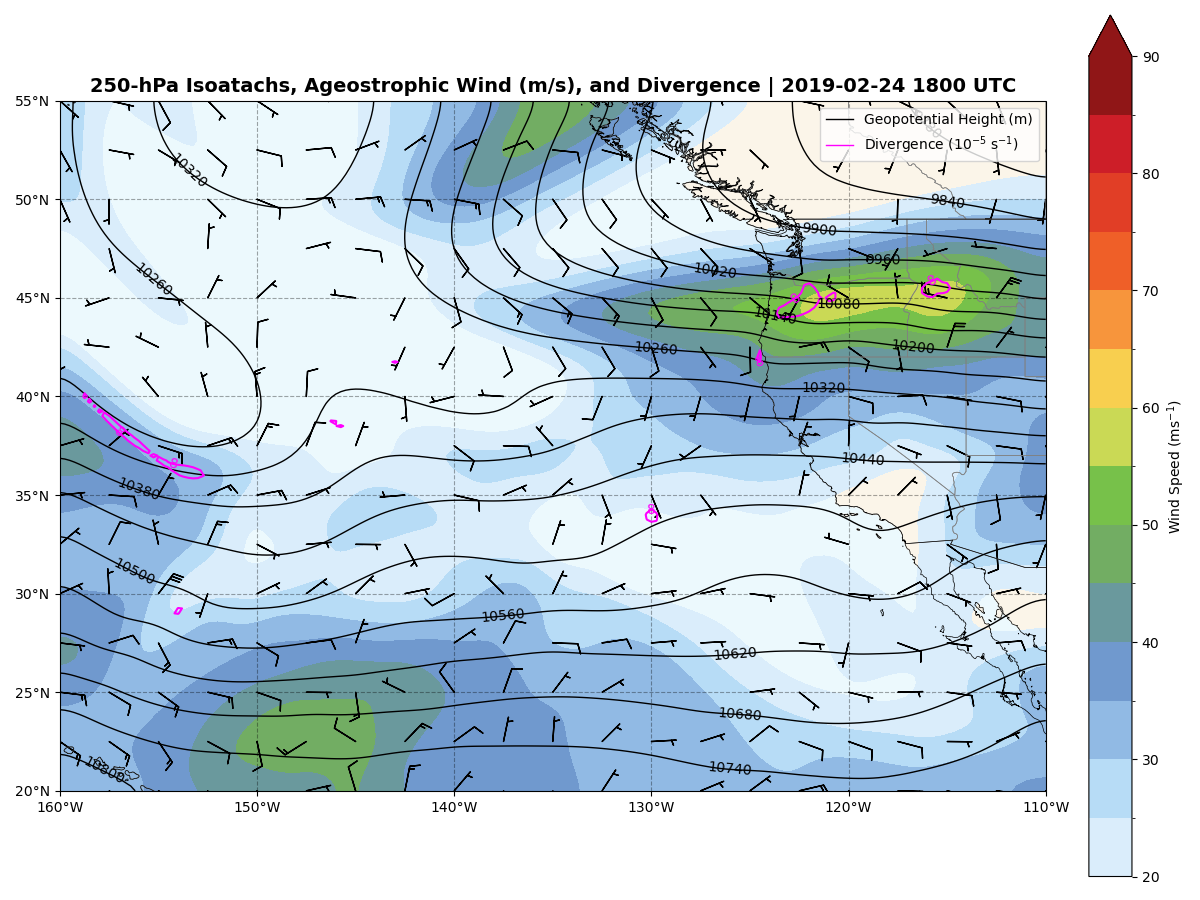 250-hPa Isoatachs, Ageostrophic Wind (m/s), and Divergence | 2019-02-24 1800 UTC
Geopotential Height (m)
Divergence (10⁻⁵ s⁻¹)
55°N
50°N
45°N
40°N
35°N
30°N
25°N
20°N
160°W
150°W
140°W
130°W
120°W
110°W
10320
10260
9840
9900
9960
10020
10080
10140
10200
10260
10320
10380
10440
10500
10560
10620
10680
10740
10800
90
80
70
60
50
40
30
20
Wind Speed (ms⁻¹)